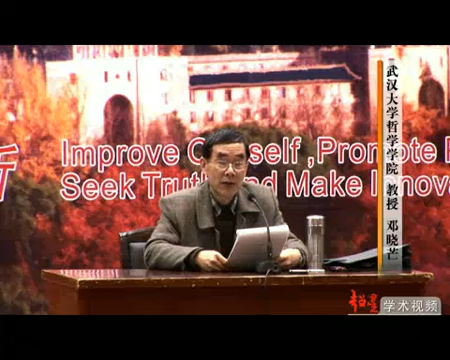 Improve self ,Promote
Seek Truth and Make Innova
武汉大学哲学学院 教授 邓晓芒
超星 学术视频